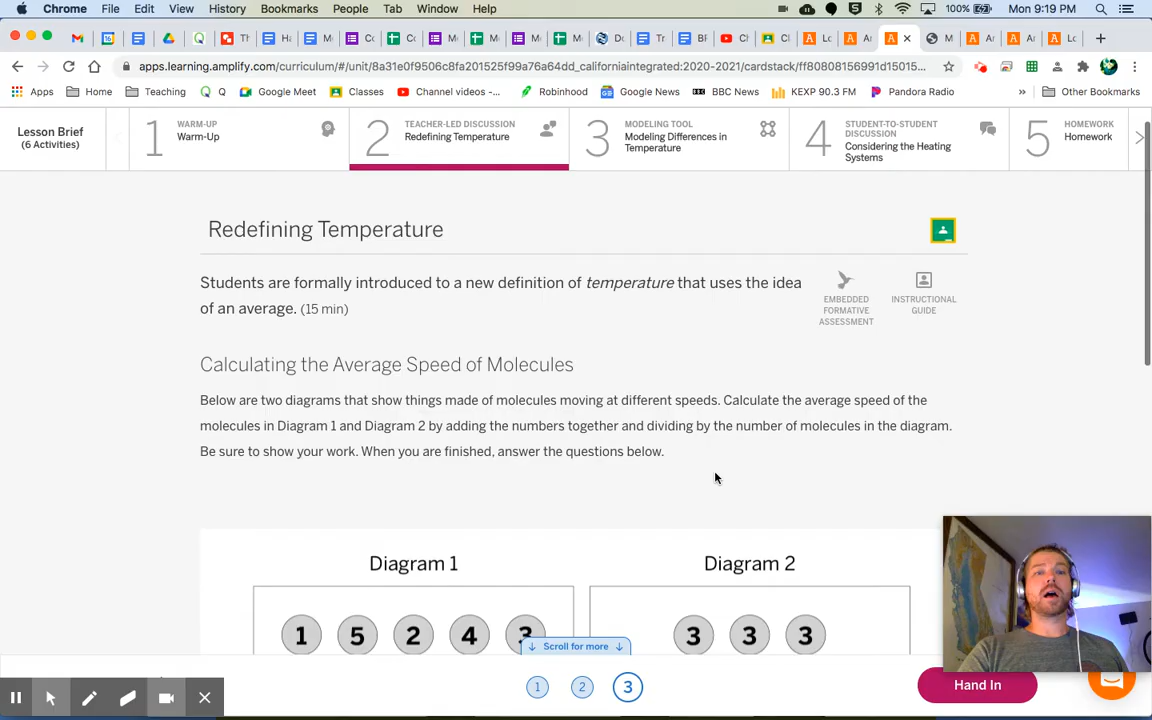 Chrome File Edit View History Bookmarks People Tab Window Help 100% Mon 9:19 PM
apps.learning.amplify.com/curriculum/#/unit/8a31e0f9506c8fa201525f99a76a64dd_californiaintegrated:2020-2021/cardstack/ff80808156991d15015...
Apps Home Teaching Q Google Meet Classes Channel videos -... Robinhood Google News BBC News KEXP 90.3 FM Pandora Radio » Other Bookmarks
Lesson Brief
(6 Activities)
1 WARM-UP
Warm-Up
2 TEACHER-LED DISCUSSION
Redefining Temperature
3 MODELING TOOL
Modeling Differences in
Temperature
4 STUDENT-TO-STUDENT
DISCUSSION
Considering the Heating
Systems
5 HOMEWORK
Homework
Redefining Temperature
Students are formally introduced to a new definition of temperature that uses the idea
of an average. (15 min)
EMBEDDED
FORMATIVE
ASSESSMENT
INSTRUCTIONAL
GUIDE
Calculating the Average Speed of Molecules
Below are two diagrams that show things made of molecules moving at different speeds. Calculate the average speed of the
molecules in Diagram 1 and Diagram 2 by adding the numbers together and dividing by the number of molecules in the diagram.
Be sure to show your work. When you are finished, answer the questions below.
Diagram 1 Diagram 2
1 5 2 4 3 3 3 3
Scroll for more
1 2 3
Hand In